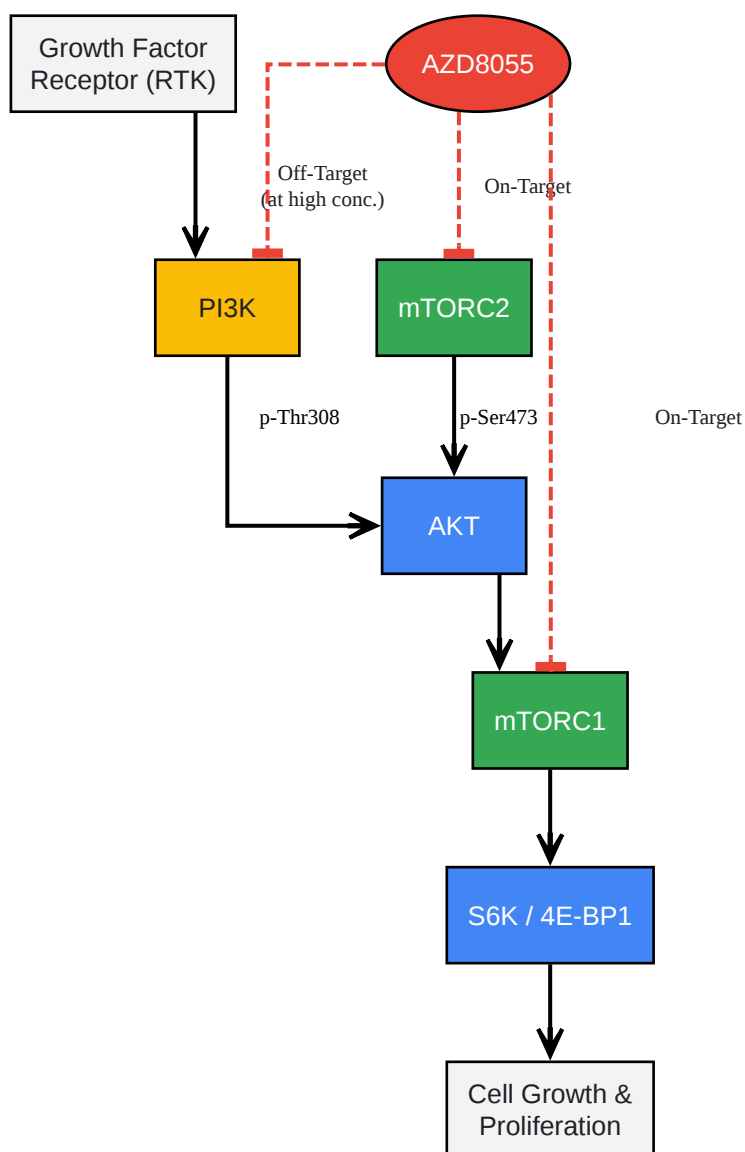 Growth Factor
Receptor (RTK)
AZD8055
Off-Target
(at high conc.)
On-Target
PI3K
mTORC2
p-Thr308
p-Ser473
On-Target
AKT
mTORC1
S6K / 4E-BP1
Cell Growth &
Proliferation